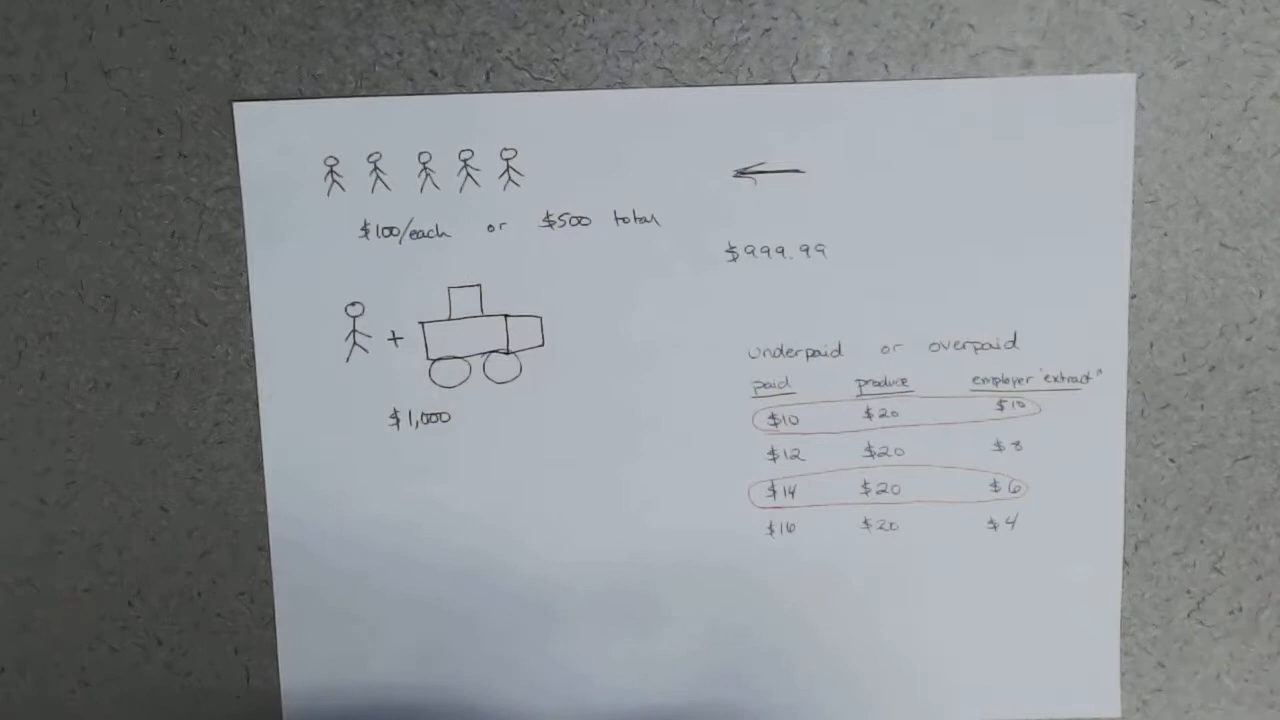 $100/each or $500 total
$999.99
+
$1,000
underpaid or overpaid
paid produce employer "extract"
$10 $20 $10
$12 $20 $8
$14 $20 $6
$16 $20 $4